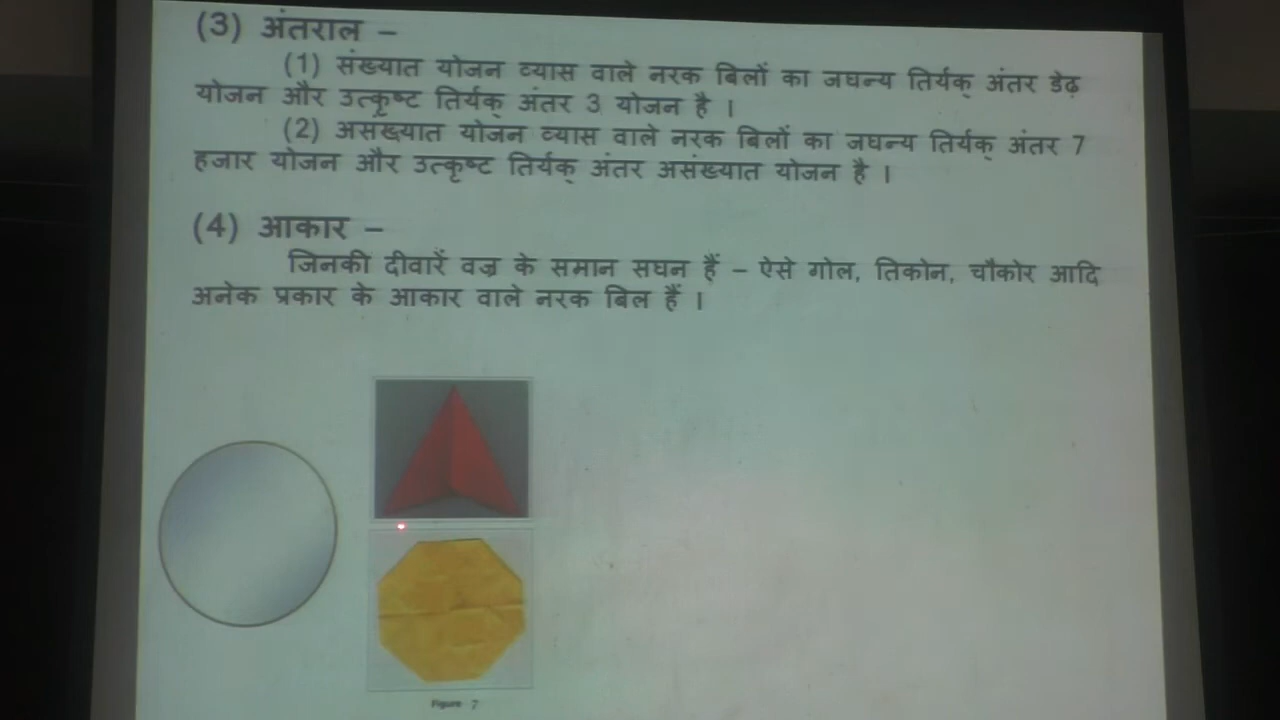 (3) अंतराल –
(1) संख्यात योजन व्यास वाले नरक बिलों का जघन्य तिर्यक् अंतर डेढ़
योजन और उत्कृष्ट तिर्यक् अंतर 3 योजन है ।
(2) असंख्यात योजन व्यास वाले नरक बिलों का जघन्य तिर्यक् अंतर 7
हजार योजन और उत्कृष्ट तिर्यक् अंतर असंख्यात योजन है ।
(4) आकार –
जिनकी दीवारें वज्र के समान सघन हैं – ऐसे गोल, तिकोन, चौकोर आदि
अनेक प्रकार के आकार वाले नरक बिल हैं ।
Figure 7